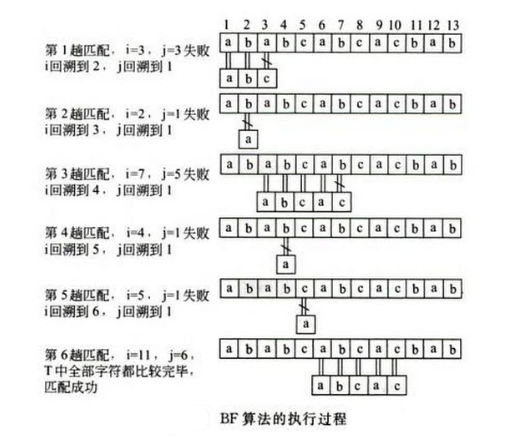 1 2 3 4 5 6 7 8 9 10 11 12 13
a b a b c a b c a c b a b
第1趟匹配，i=3，j=3失败
i回溯到2，j回溯到1
a b c
a b a b c a b c a c b a b
第2趟匹配，i=2，j=1失败
i回溯到3，j回溯到1
a
a b a b c a b c a c b a b
第3趟匹配，i=7，j=5失败
i回溯到4，j回溯到1
a b c a c
a b a b c a b c a c b a b
第4趟匹配，i=4，j=1失败
i回溯到5，j回溯到1
a
a b a b c a b c a c b a b
第5趟匹配，i=5，j=1失败
i回溯到6，j回溯到1
a
a b a b c a b c a c b a b
第6趟匹配，i=11，j=6，
T中全部字符都比较完毕，
匹配成功
a b c a c
BF算法的执行过程